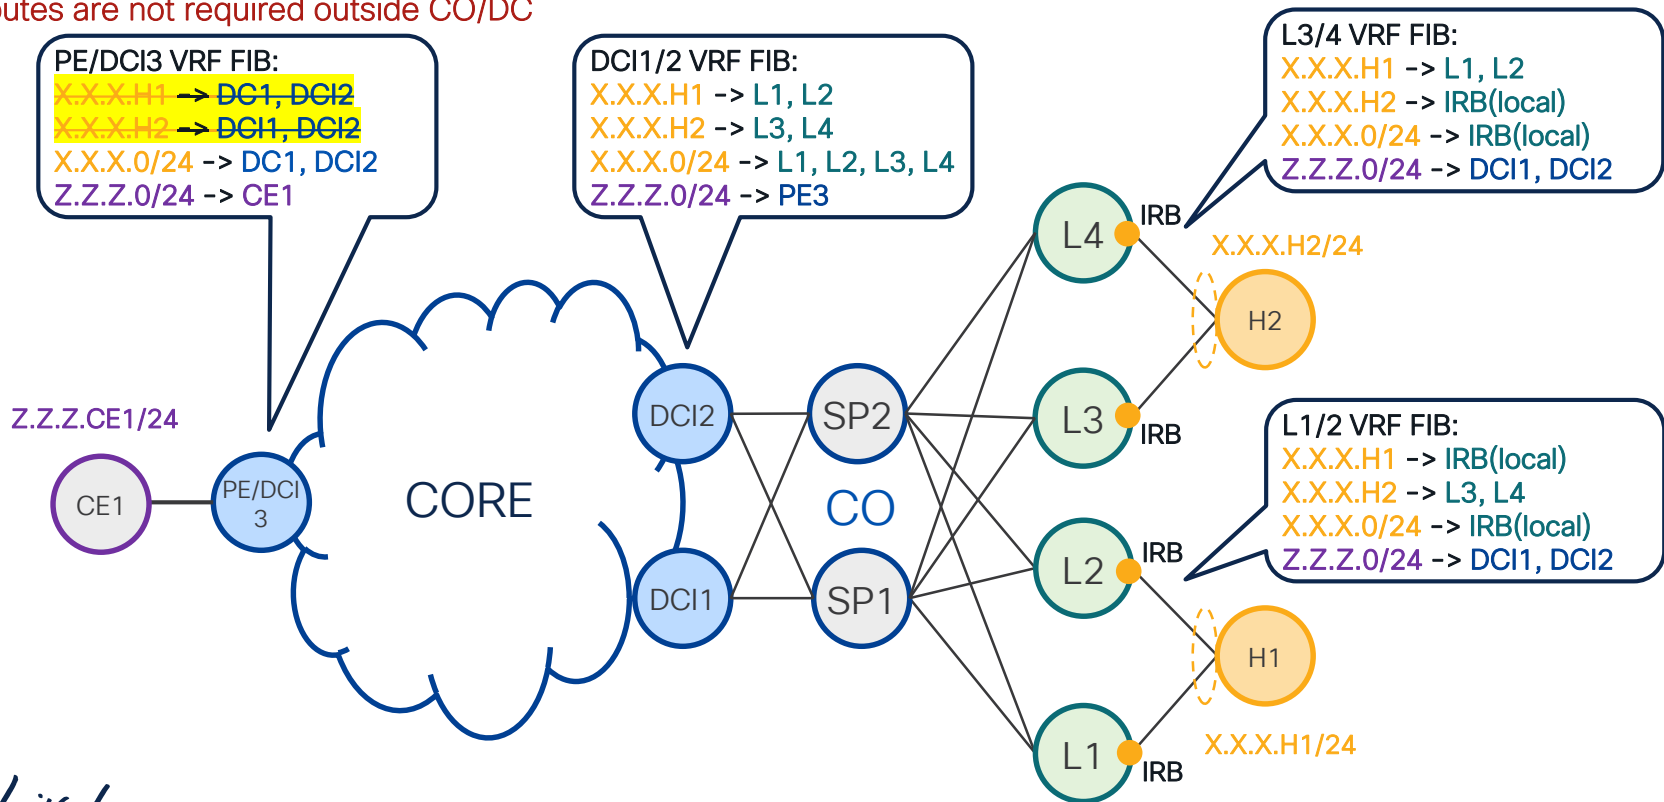 outes are not required outside CO/DC
PE/DCI3 VRF FIB:
X.X.X.H1 -> DC1, DCI2
X.X.X.H2 -> DCI1, DCI2
X.X.X.0/24 -> DC1, DCI2
Z.Z.Z.0/24 -> CE1
DCI1/2 VRF FIB:
X.X.X.H1 -> L1, L2
X.X.X.H2 -> L3, L4
X.X.X.0/24 -> L1, L2, L3, L4
Z.Z.Z.0/24 -> PE3
L3/4 VRF FIB:
X.X.X.H1 -> L1, L2
X.X.X.H2 -> IRB(local)
X.X.X.0/24 -> IRB(local)
Z.Z.Z.0/24 -> DCI1, DCI2
L4
IRB
X.X.X.H2/24
H2
L3
IRB
DCI2
SP2
Z.Z.Z.CE1/24
CE1
PE/DCI
3
CORE
CO
L1/2 VRF FIB:
X.X.X.H1 -> IRB(local)
X.X.X.H2 -> L3, L4
X.X.X.0/24 -> IRB(local)
Z.Z.Z.0/24 -> DCI1, DCI2
L2
IRB
DCI1
SP1
H1
L1
IRB
X.X.X.H1/24